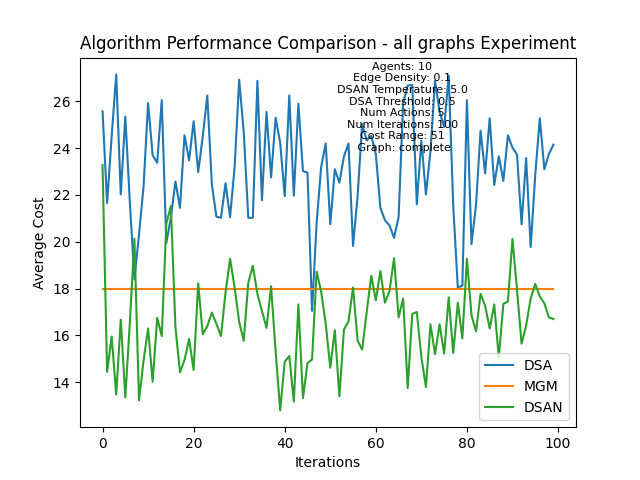 Algorithm Performance Comparison - all graphs Experiment
Agents: 10
Edge Density: 0.1
DSAN Temperature: 5.0
DSA Threshold: 0.5
Num Actions: 5
Num Iterations: 100
Cost Range: 51
Graph: complete
Average Cost
26
24
22
20
18
16
14
0
20
40
60
80
100
Iterations
DSA
MGM
DSAN